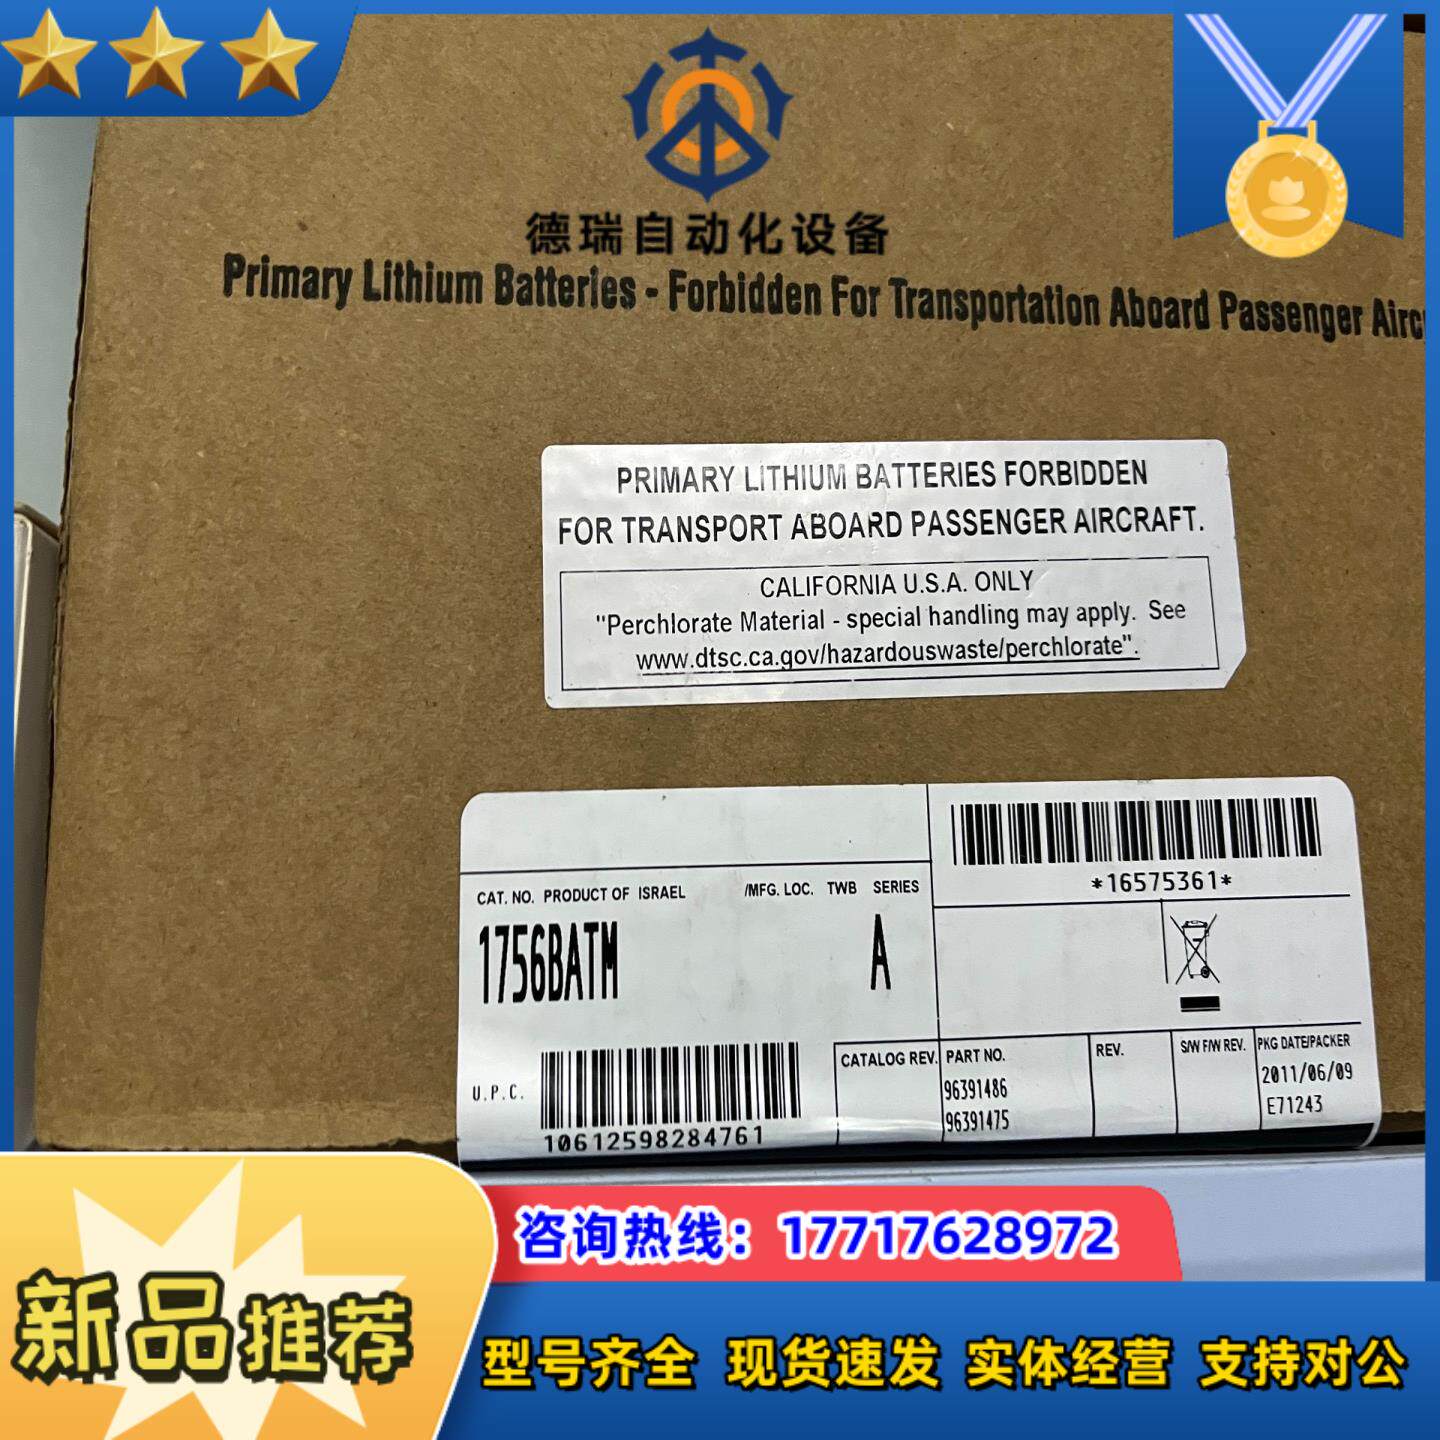 德瑞自动化设备
Primary Lithium Batteries - Forbidden For Transportation Aboard Passenger
PRIMARY LITHIUM BATTERIES FORBIDDEN
FOR TRANSPORT ABOARD PASSENGER AIRCRAFT.
CALIFORNIA U.S.A. ONLY
"Perchlorate Material - special handling may apply. See
www.dtsc.ca.gov/hazardouswaste/perchlorate".
*16575361*
CAT. NO. PRODUCT OF ISRAEL /MFG. LOC. TWB SERIES
1756BATM A
CATALOG REV. PART NO. REV. S/W F/W REV. PKG DATE/PACKER
96391486 2011/06/09
96391475 E71243
U.P.C.
10612598284761
咨询热线：17717628972
新品推荐
型号齐全 现货速发 实体经营 支持对公